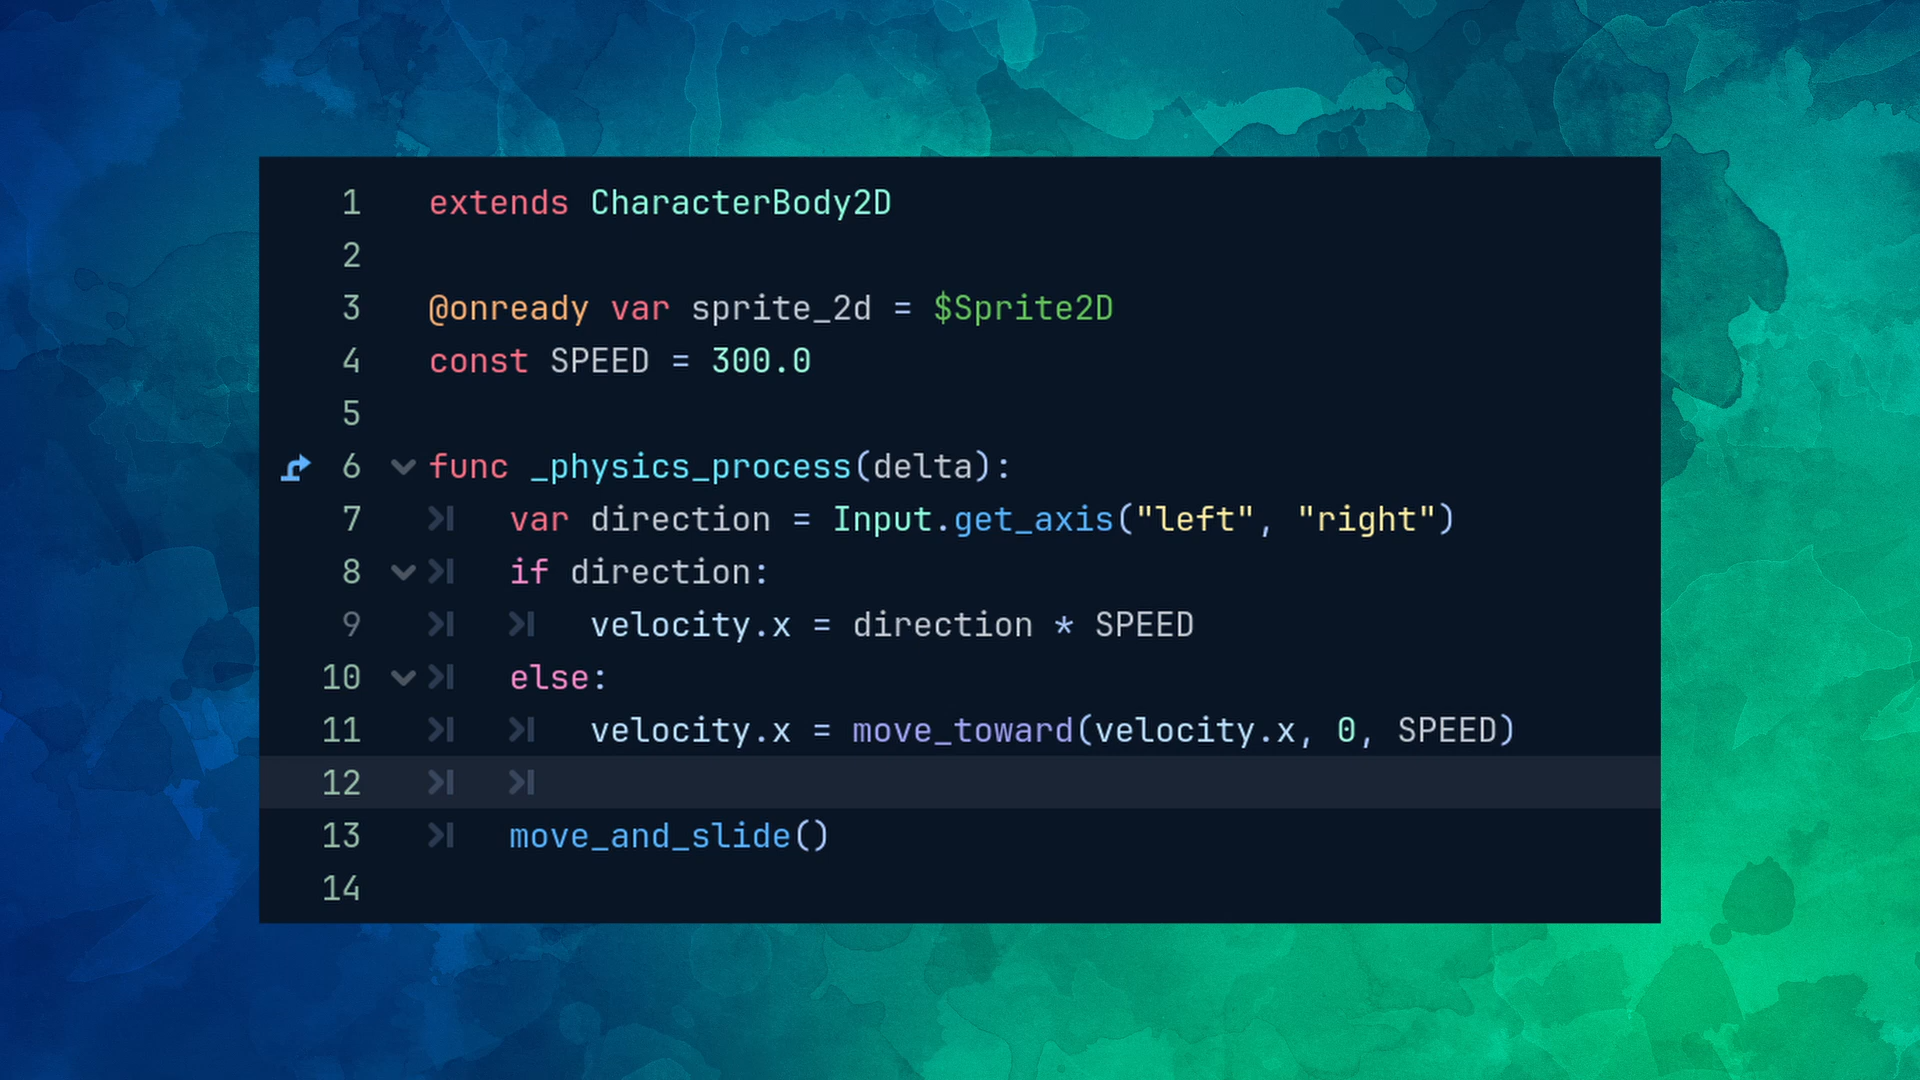 1 extends CharacterBody2D
2
3 @onready var sprite_2d = $Sprite2D
4 const SPEED = 300.0
5
6 func _physics_process(delta):
7 var direction = Input.get_axis("left", "right")
8 if direction:
9 velocity.x = direction * SPEED
10 else:
11 velocity.x = move_toward(velocity.x, 0, SPEED)
12
13 move_and_slide()
14